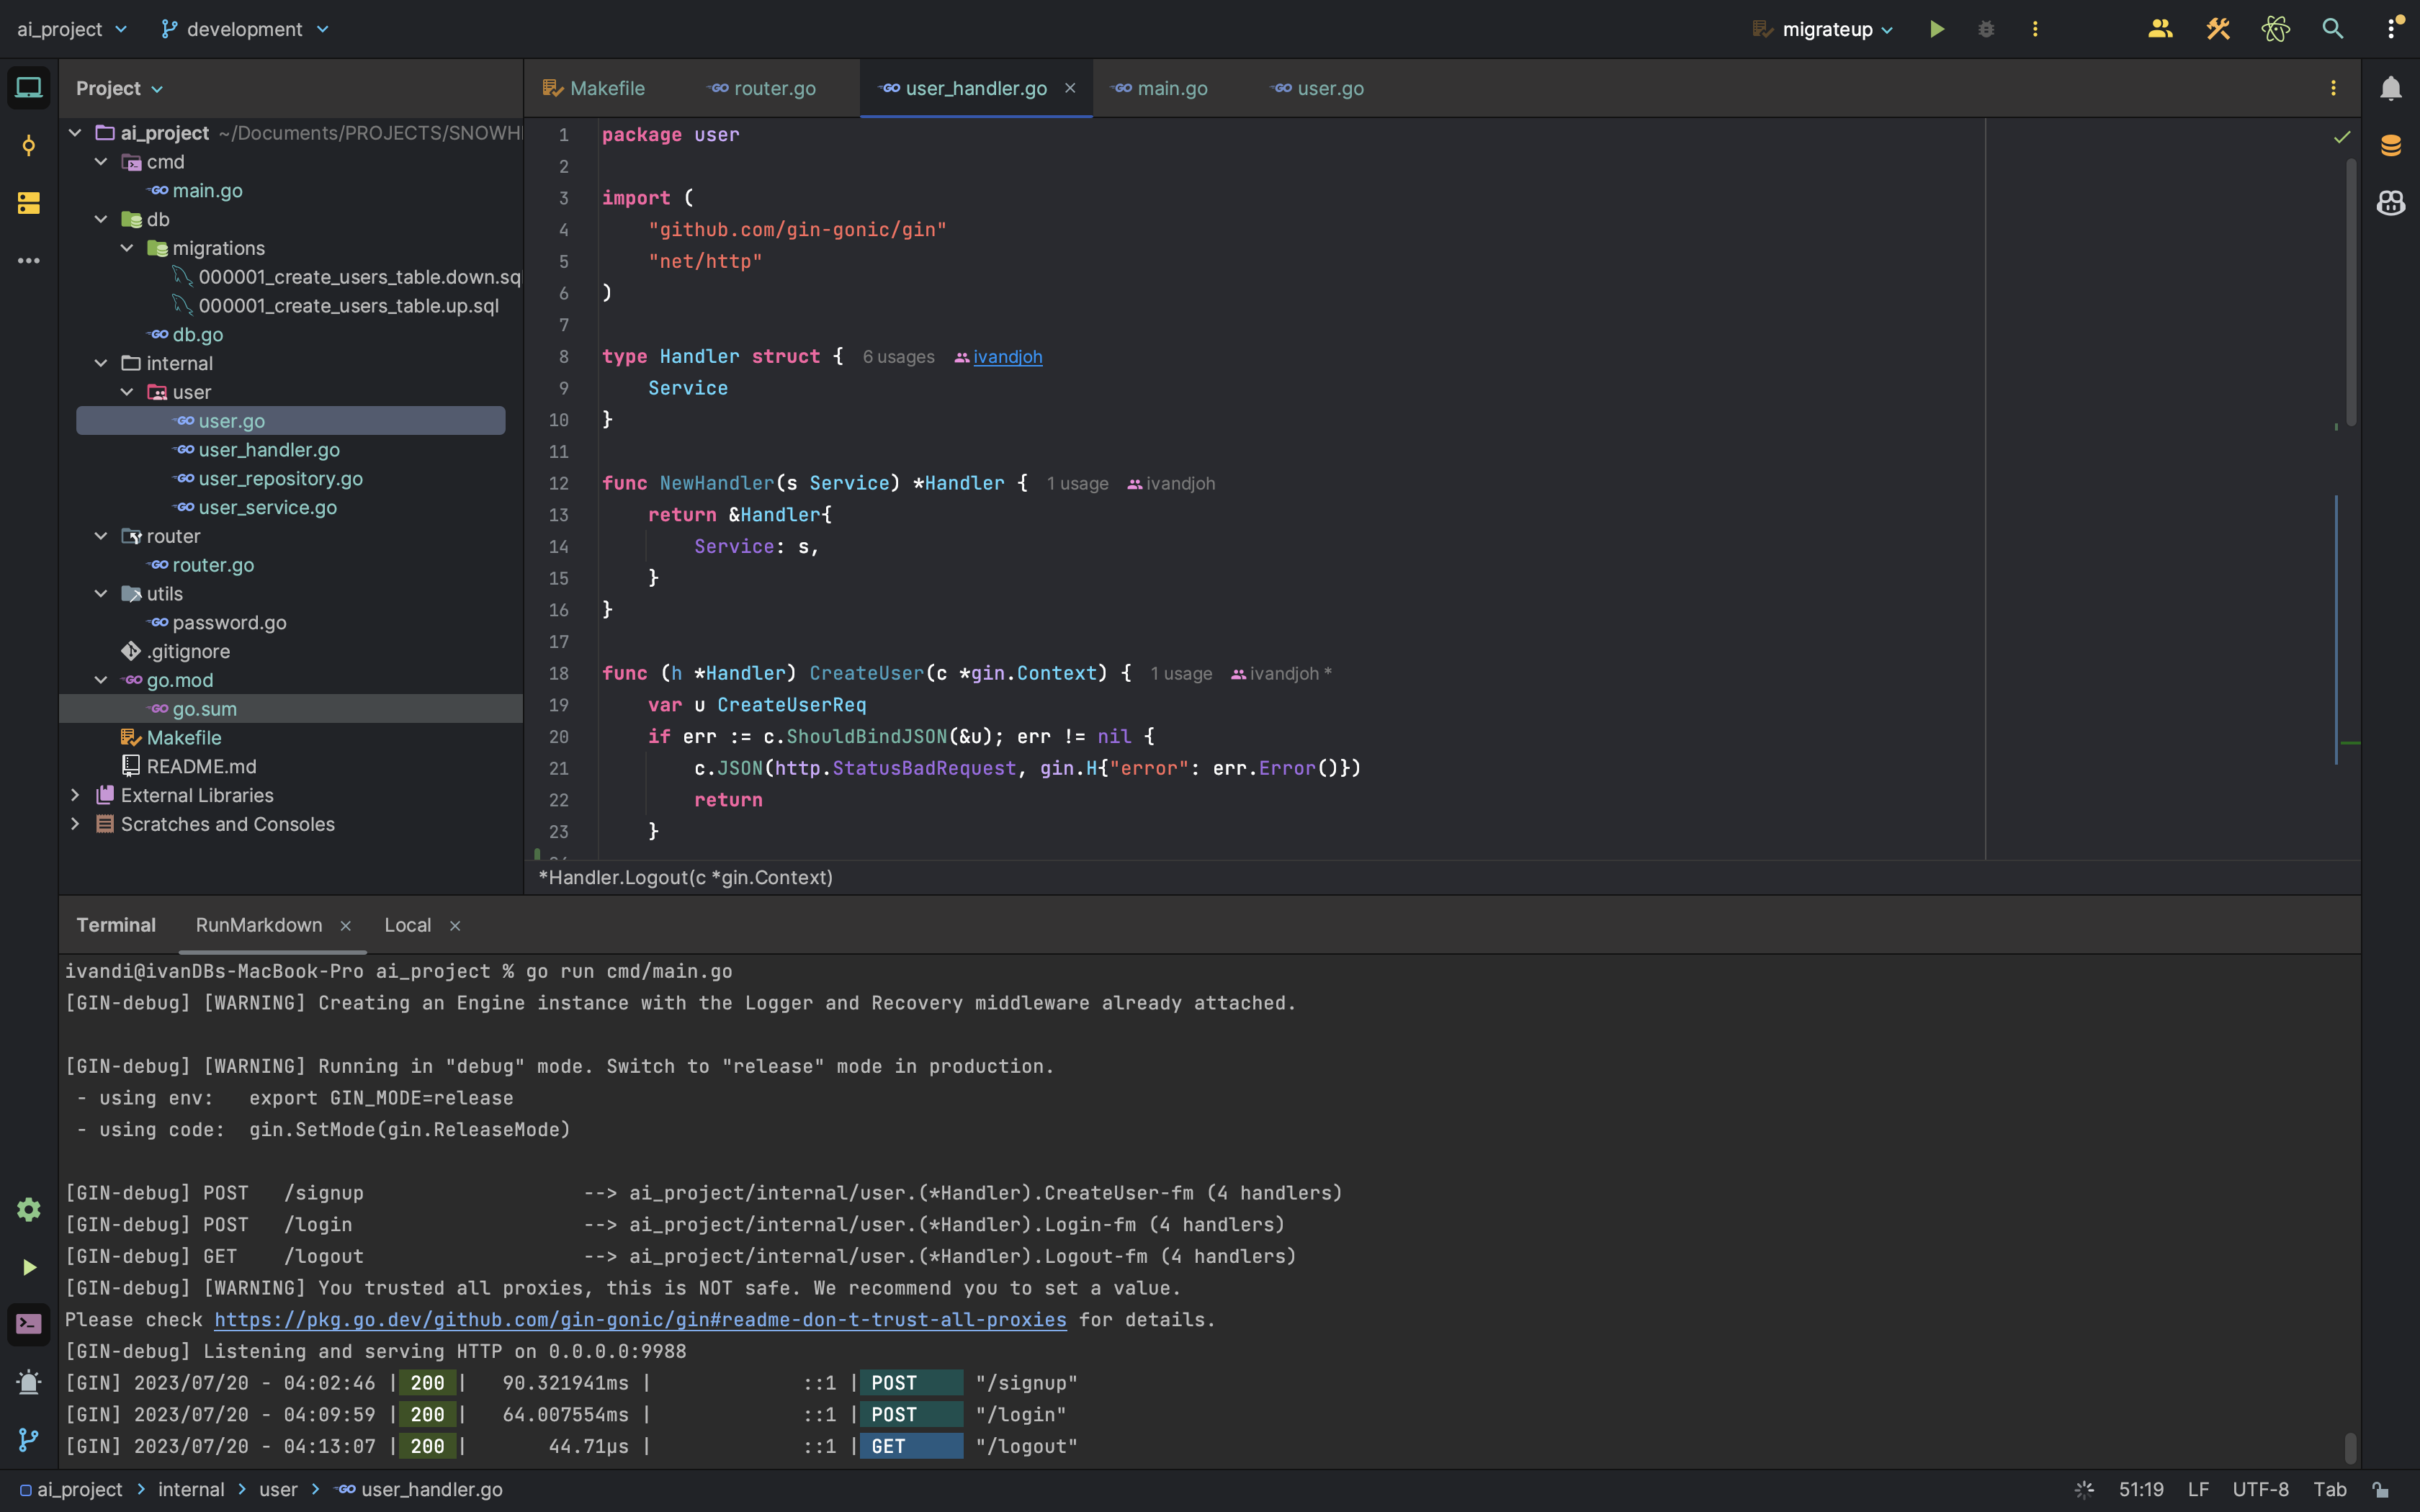 ai_project
development
migrateup
Project
Makefile
router.go
user_handler.go
main.go
user.go
ai_project ~/Documents/PROJECTS/SNOWH
cmd
main.go
db
migrations
000001_create_users_table.down.sq
000001_create_users_table.up.sql
db.go
internal
user
user.go
user_handler.go
user_repository.go
user_service.go
router
router.go
utils
password.go
.gitignore
go.mod
go.sum
Makefile
README.md
External Libraries
Scratches and Consoles
1 package user
2
3 import (
4 "github.com/gin-gonic/gin"
5 "net/http"
6 )
7
8 type Handler struct { 6 usages ivandjoh
9 Service
10 }
11
12 func NewHandler(s Service) *Handler { 1 usage ivandjoh
13 return &Handler{
14 Service: s,
15 }
16 }
17
18 func (h *Handler) CreateUser(c *gin.Context) { 1 usage ivandjoh *
19 var u CreateUserReq
20 if err := c.ShouldBindJSON(&u); err != nil {
21 c.JSON(http.StatusBadRequest, gin.H{"error": err.Error()})
22 return
23 }
*Handler.Logout(c *gin.Context)
Terminal RunMarkdown Local
ivandi@ivanDBs-MacBook-Pro ai_project % go run cmd/main.go
[GIN-debug] [WARNING] Creating an Engine instance with the Logger and Recovery middleware already attached.
[GIN-debug] [WARNING] Running in "debug" mode. Switch to "release" mode in production.
- using env: export GIN_MODE=release
- using code: gin.SetMode(gin.ReleaseMode)
[GIN-debug] POST /signup --> ai_project/internal/user.(*Handler).CreateUser-fm (4 handlers)
[GIN-debug] POST /login --> ai_project/internal/user.(*Handler).Login-fm (4 handlers)
[GIN-debug] GET /logout --> ai_project/internal/user.(*Handler).Logout-fm (4 handlers)
[GIN-debug] [WARNING] You trusted all proxies, this is NOT safe. We recommend you to set a value.
Please check https://pkg.go.dev/github.com/gin-gonic/gin#readme-don-t-trust-all-proxies for details.
[GIN-debug] Listening and serving HTTP on 0.0.0.0:9988
[GIN] 2023/07/20 - 04:02:46 | 200 | 90.321941ms | ::1 | POST "/signup"
[GIN] 2023/07/20 - 04:09:59 | 200 | 64.007554ms | ::1 | POST "/login"
[GIN] 2023/07/20 - 04:13:07 | 200 | 44.71µs | ::1 | GET "/logout"
ai_project > internal > user > user_handler.go
51:19 LF UTF-8 Tab